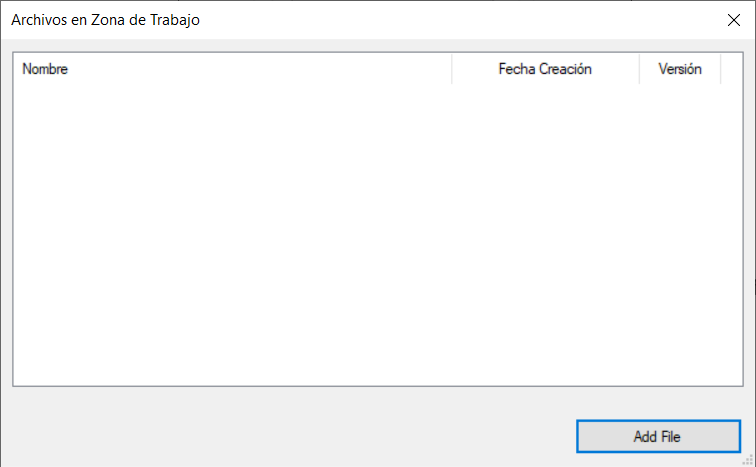 Archivos en Zona de Trabajo
Nombre Fecha Creación Versión
Add File